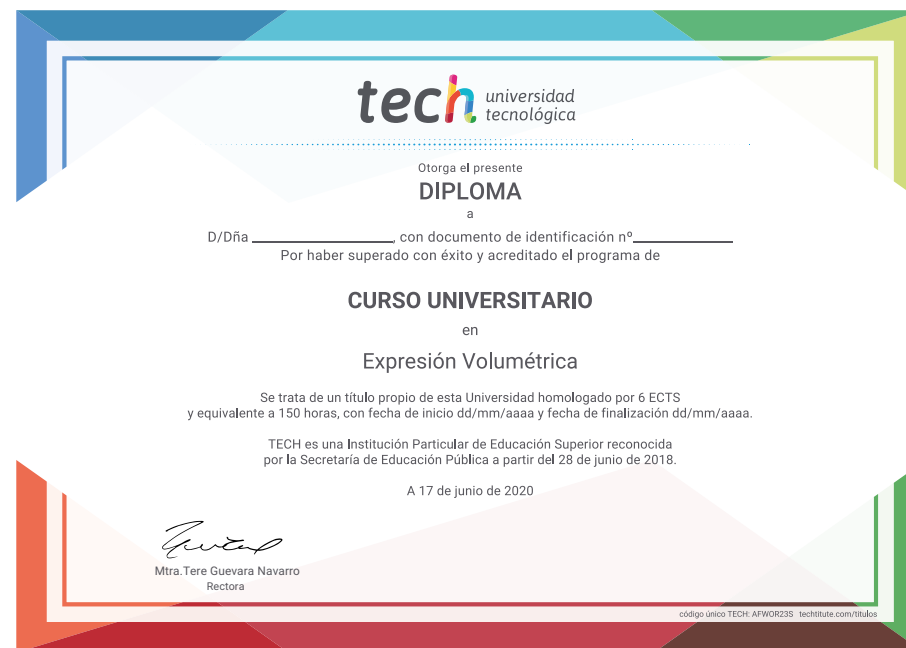 tech universidad
tecnológica
Otorga el presente
DIPLOMA
a
D/Dña ____________________, con documento de identificación nº______________
Por haber superado con éxito y acreditado el programa de
CURSO UNIVERSITARIO
en
Expresión Volumétrica
Se trata de un título propio de esta Universidad homologado por 6 ECTS
y equivalente a 150 horas, con fecha de inicio dd/mm/aaaa y fecha de finalización dd/mm/aaaa.
TECH es una Institución Particular de Educación Superior reconocida
por la Secretaría de Educación Pública a partir del 28 de junio de 2018.
A 17 de junio de 2020
Mtra.Tere Guevara Navarro
Rectora
código único TECH: AFWOR23S techtitute.com/titulos